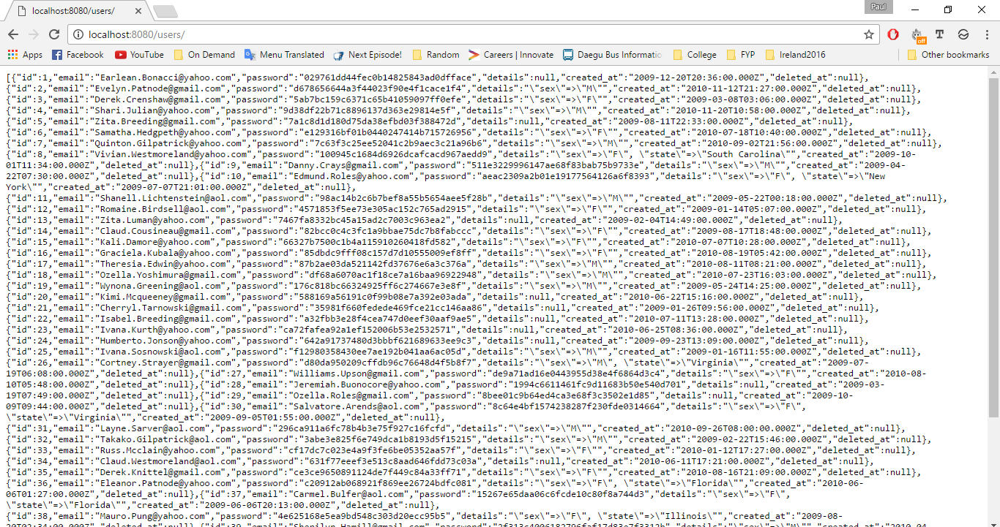 localhost:8080/users/
Paul
localhost:8080/users/
off
T
Apps Facebook YouTube On Demand Menu Translated Next Episode! Random Careers | Innovate Daegu Bus Informatio College FYP Ireland2016 Other bookmarks
[{"id":1,"email":"Earlean.Bonacci@yahoo.com","password":"029761dd44fec0b14825843ad0dfface","details":null,"created_at":"2009-12-20T20:36:00.000Z","deleted_at":null},
{"id":2,"email":"Evelyn.Patnode@gmail.com","password":"d678656644a3f44023f90e4f1cace1f4","details":"\"sex\"=>\"M\"","created_at":"2010-11-12T21:27:00.000Z","deleted_at":null},
{"id":3,"email":"Derek.Crenshaw@gmail.com","password":"5ab7bc159c6371c65b41059097ff0efe","details":"\"sex\"=>\"F\"","created_at":"2009-03-08T03:06:00.000Z","deleted_at":null},
{"id":4,"email":"Shari.Julian@yahoo.com","password":"9d38df22b71c8896137d363e29814e5f","details":"\"sex\"=>\"M\"","created_at":"2010-11-20T10:58:00.000Z","deleted_at":null},
{"id":5,"email":"Zita.Breeding@gmail.com","password":"7a1c8d1d180d75da38efbd03f388472d","details":null,"created_at":"2009-08-11T22:33:00.000Z","deleted_at":null},
{"id":6,"email":"Samatha.Hedgpeth@yahoo.com","password":"e129316bf01b0440247414b715726956","details":"\"sex\"=>\"F\"","created_at":"2010-07-18T10:40:00.000Z","deleted_at":null},
{"id":7,"email":"Quinton.Gilpatrick@yahoo.com","password":"7c63f3c25ee52041c2b9aec3c21a96b6","details":"\"sex\"=>\"M\"","created_at":"2010-09-02T21:56:00.000Z","deleted_at":null},
{"id":8,"email":"Vivian.Westmoreland@yahoo.com","password":"100945c1684d6926dcafcacd967aedd9","details":"\"sex\"=>\"F\", \"state\"=>\"South Carolina\"","created_at":"2009-10-
01T11:34:00.000Z","deleted_at":null},{"id":9,"email":"Danny.Crays@gmail.com","password":"511e3229996147ae68f83bab75b9733e","details":"\"sex\"=>\"M\"","created_at":"2009-04-
22T07:30:00.000Z","deleted_at":null},{"id":10,"email":"Edmund.Roles@yahoo.com","password":"aeac2309a2b01e19177564126a6f8393","details":"\"sex\"=>\"F\", \"state\"=>\"New
York\"","created_at":"2009-07-07T21:01:00.000Z","deleted_at":null},
{"id":11,"email":"Shanell.Lichtenstein@aol.com","password":"98ac14b2c6b7bef8a55b5654aee5f28b","details":"\"sex\"=>\"M\"","created_at":"2009-05-22T00:18:00.000Z","deleted_at":null},
{"id":12,"email":"Romaine.Birdsell@aol.com","password":"4571853f5ee73e305ac152c765ad2915","details":"\"sex\"=>\"F\"","created_at":"2009-01-14T05:07:00.000Z","deleted_at":null},
{"id":13,"email":"Zita.Luman@yahoo.com","password":"7467fa8332bc45a15ad2c7003c963ea2","details":null,"created_at":"2009-02-04T14:49:00.000Z","deleted_at":null},
{"id":14,"email":"Claud.Cousineau@gmail.com","password":"82bcc0c4c3fc1a9bbae75dc7b8fabccc","details":"\"sex\"=>\"F\"","created_at":"2009-08-17T18:48:00.000Z","deleted_at":null},
{"id":15,"email":"Kali.Damore@yahoo.com","password":"66327b7500c1b4a115910260418fd582","details":"\"sex\"=>\"F\"","created_at":"2010-07-07T10:28:00.000Z","deleted_at":null},
{"id":16,"email":"Graciela.Kubala@yahoo.com","password":"85dbdc9fff08c157d7d10555009ef8ff","details":"\"sex\"=>\"F\"","created_at":"2010-08-19T05:42:00.000Z","deleted_at":null},
{"id":17,"email":"Theresia.Edwin@yahoo.com","password":"87b2ae03da521142fd37676e6a3c376a","details":"\"sex\"=>\"M\"","created_at":"2010-08-11T08:21:00.000Z","deleted_at":null},
{"id":18,"email":"Ozella.Yoshimura@gmail.com","password":"df68a6070ac1f18ce7a16baa96922948","details":"\"sex\"=>\"M\"","created_at":"2010-07-23T16:03:00.000Z","deleted_at":null},
{"id":19,"email":"Wynona.Greening@aol.com","password":"176c818bc66324925ff6c274667e3e8f","details":"\"sex\"=>\"M\"","created_at":"2009-05-24T14:25:00.000Z","deleted_at":null},
{"id":20,"email":"Kimi.Mcqueeney@gmail.com","password":"588169a56191c0f99b08e7a392e03ada","details":null,"created_at":"2010-06-22T15:16:00.000Z","deleted_at":null},
{"id":21,"email":"Cherryl.Tarnowski@gmail.com","password":"35981f660fedede469fce21cc146aa86","details":null,"created_at":"2009-01-26T09:56:00.000Z","deleted_at":null},
{"id":22,"email":"Isabel.Breeding@gmail.com","password":"a32fbb3e28f4cea747d0eef30aaf9ae5","details":null,"created_at":"2010-07-11T13:28:00.000Z","deleted_at":null},
{"id":23,"email":"Ivana.Kurth@yahoo.com","password":"ca72fafea92a1ef152006b53e2532571","details":null,"created_at":"2010-06-25T08:36:00.000Z","deleted_at":null},
{"id":24,"email":"Humberto.Jonson@yahoo.com","password":"642a91737480d3bbbf621689633ee9c3","details":null,"created_at":"2009-09-23T13:09:00.000Z","deleted_at":null},
{"id":25,"email":"Ivana.Sosnowski@aol.com","password":"f12980358430ee7ae192b041aa6ac05d","details":"\"sex\"=>\"M\"","created_at":"2009-01-16T11:55:00.000Z","deleted_at":null},
{"id":26,"email":"Cortney.Strayer@gmail.com","password":"d80da950209cffdb96c76648d4f5b8f7","details":"\"sex\"=>\"M\", \"state\"=>\"Virginia\"","created_at":"2009-07-
19T06:08:00.000Z","deleted_at":null},{"id":27,"email":"Williams.Upson@gmail.com","password":"de9a71ad16e0443955d38e4f6864d3c4","details":"\"sex\"=>\"F\"","created_at":"2010-08-
10T05:48:00.000Z","deleted_at":null},{"id":28,"email":"Jeremiah.Buonocore@yahoo.com","password":"1994c6611461fc9d11683b50e540d701","details":null,"created_at":"2009-03-
19T07:49:00.000Z","deleted_at":null},{"id":29,"email":"Ozella.Roles@gmail.com","password":"8bee01c9b64ed4ca3e68f3c3502e1d85","details":null,"created_at":"2009-10-
09T09:44:00.000Z","deleted_at":null},{"id":30,"email":"Salvatore.Arends@aol.com","password":"8c64e4bf1574238287f230fde0314664","details":"\"sex\"=>\"F\",
\"state\"=>\"Virginia\"","created_at":"2009-09-05T01:55:00.000Z","deleted_at":null},
{"id":31,"email":"Layne.Sarver@aol.com","password":"296ca911a6fc78b4b3e75f927c16fcfd","details":"\"sex\"=>\"M\"","created_at":"2010-09-26T08:00:00.000Z","deleted_at":null},
{"id":32,"email":"Takako.Gilpatrick@aol.com","password":"3abe3e825f6e749dca1b8193d5f15215","details":"\"sex\"=>\"M\"","created_at":"2009-02-22T15:46:00.000Z","deleted_at":null},
{"id":33,"email":"Russ.Mcclain@yahoo.com","password":"cf17dc7c023e4a9f3fe6be05352aa57f","details":"\"sex\"=>\"F\"","created_at":"2010-01-12T17:27:00.000Z","deleted_at":null},
{"id":34,"email":"Claud.Westmoreland@aol.com","password":"631f77eeef3e513c8aad646fdd73c03a","details":null,"created_at":"2010-06-11T17:21:00.000Z","deleted_at":null},
{"id":35,"email":"Derek.Knittel@gmail.com","password":"ce3ce9650891124de7f449c84a33ff71","details":"\"sex\"=>\"F\"","created_at":"2010-08-16T21:09:00.000Z","deleted_at":null},
{"id":36,"email":"Eleanor.Patnode@yahoo.com","password":"c20912ab068921f869ee26724bdfc081","details":"\"sex\"=>\"F\", \"state\"=>\"Florida\"","created_at":"2010-06-
06T01:27:00.000Z","deleted_at":null},{"id":37,"email":"Carmel.Bulfer@aol.com","password":"15267e65daa06c6fcde10c80f8a744d3","details":"\"sex\"=>\"F\",
\"state\"=>\"Florida\"","created_at":"2009-06-06T20:13:00.000Z","deleted_at":null},
{"id":38,"email":"Mauro.Pung@yahoo.com","password":"4e625168e5ea9bd548c303d20ecc95b5","details":"\"sex\"=>\"F\", \"state\"=>\"Illinois\"","created_at":"2009-08-